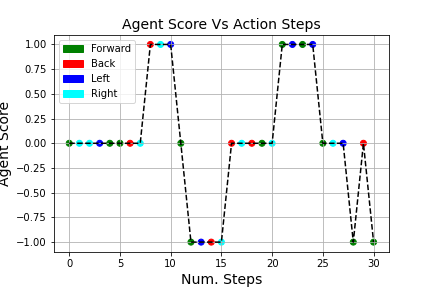 Agent Score Vs Action Steps
Agent Score
1.00
0.75
0.50
0.25
0.00
−0.25
−0.50
−0.75
−1.00
Forward
Back
Left
Right
0 5 10 15 20 25 30
Num. Steps